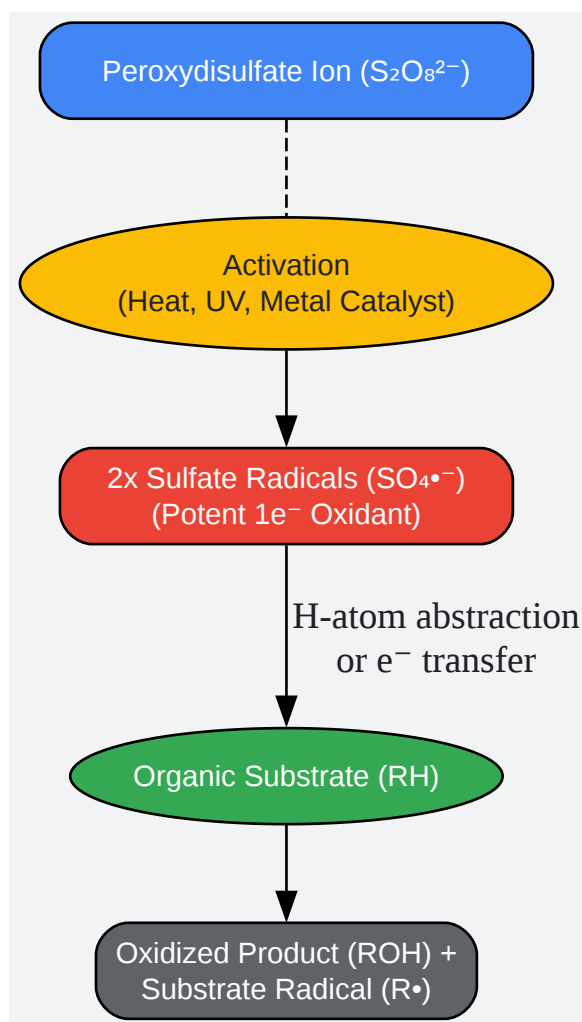 Peroxydisulfate Ion (S₂O₈²⁻)
Activation
(Heat, UV, Metal Catalyst)
2x Sulfate Radicals (SO₄•⁻)
(Potent 1e⁻ Oxidant)
H-atom abstraction
or e⁻ transfer
Organic Substrate (RH)
Oxidized Product (ROH) +
Substrate Radical (R•)